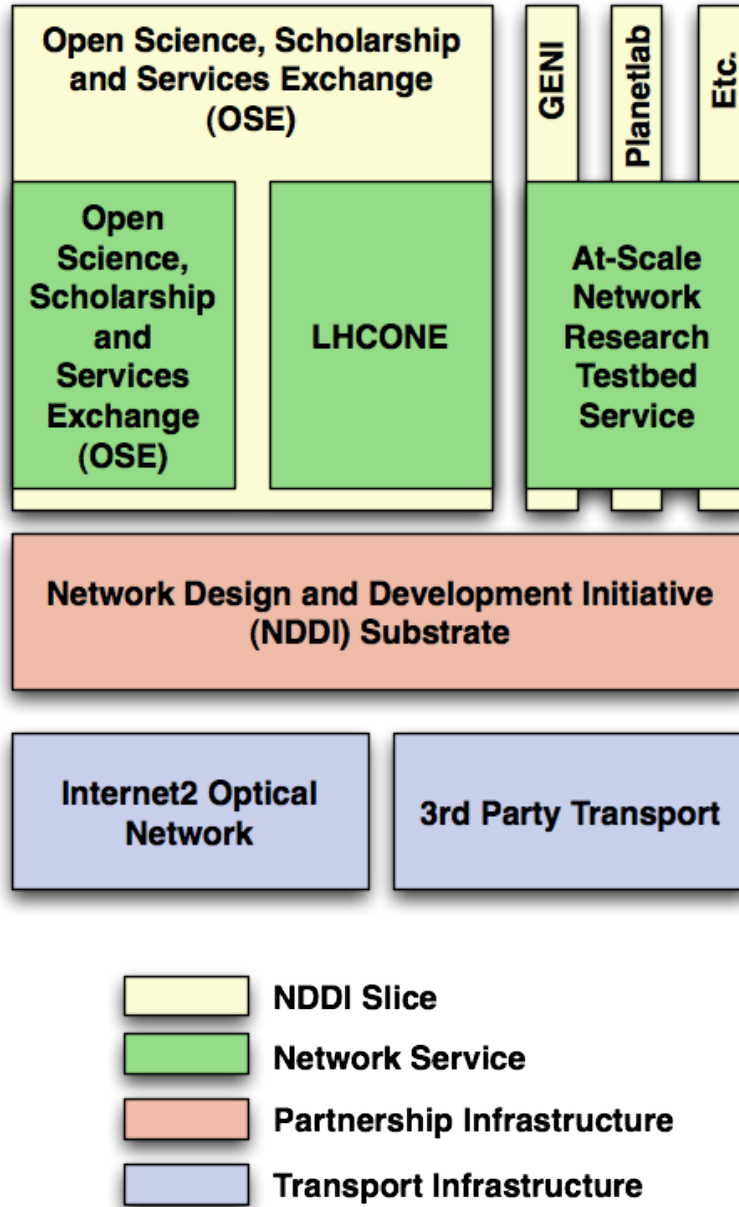 Open Science, Scholarship
and Services Exchange
(OSE)
GENI
Planetlab
Etc.
Open
Science,
Scholarship
and
Services
Exchange
(OSE)
LHCONE
At-Scale
Network
Research
Testbed
Service
Network Design and Development Initiative
(NDDI) Substrate
Internet2 Optical
Network
3rd Party Transport
NDDI Slice
Network Service
Partnership Infrastructure
Transport Infrastructure